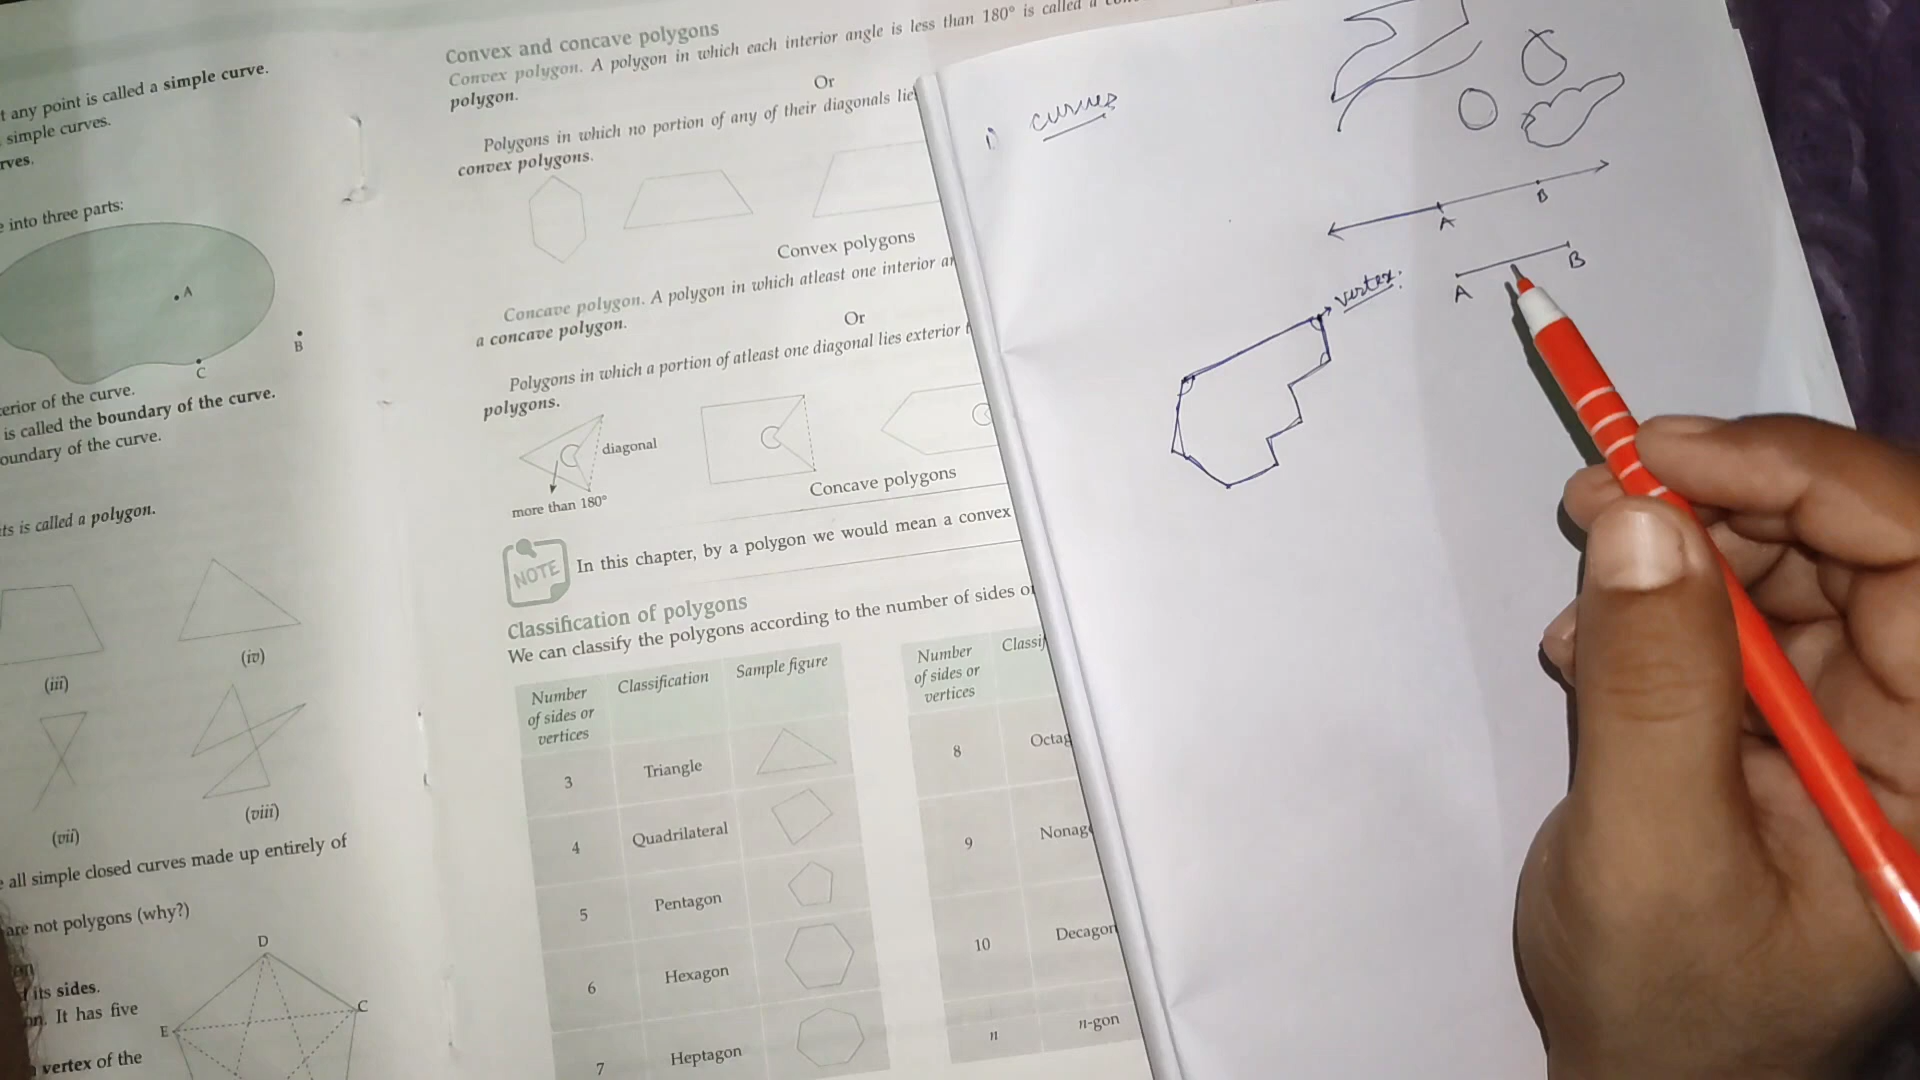 t any point is called a simple curve.
simple curves.
rves.
into three parts:
A
B
C
erior of the curve.
is called the boundary of the curve.
oundary of the curve.
ts is called a polygon.
(iii)
(iv)
(vii)
(viii)
all simple closed curves made up entirely of
are not polygons (why?)
its sides.
on. It has five
vertex of the
D
C
E
Convex and concave polygons
Convex polygon. A polygon in which each interior angle is less than 180° is called a
polygon.
Or
Polygons in which no portion of any of their diagonals lies
convex polygons.
Convex polygons
Concave polygon. A polygon in which atleast one interior an
a concave polygon.
Or
Polygons in which a portion of atleast one diagonal lies exterior t
polygons.
diagonal
more than 180°
Concave polygons
NOTE
In this chapter, by a polygon we would mean a convex
Classification of polygons
We can classify the polygons according to the number of sides or
Number of sides or vertices Classification Sample figure
3 Triangle
4 Quadrilateral
5 Pentagon
6 Hexagon
7 Heptagon
Number of sides or vertices Classif
8 Octag
9 Nonag
10 Decagon
n n-gon
1) curves
A B
A B
vertex: